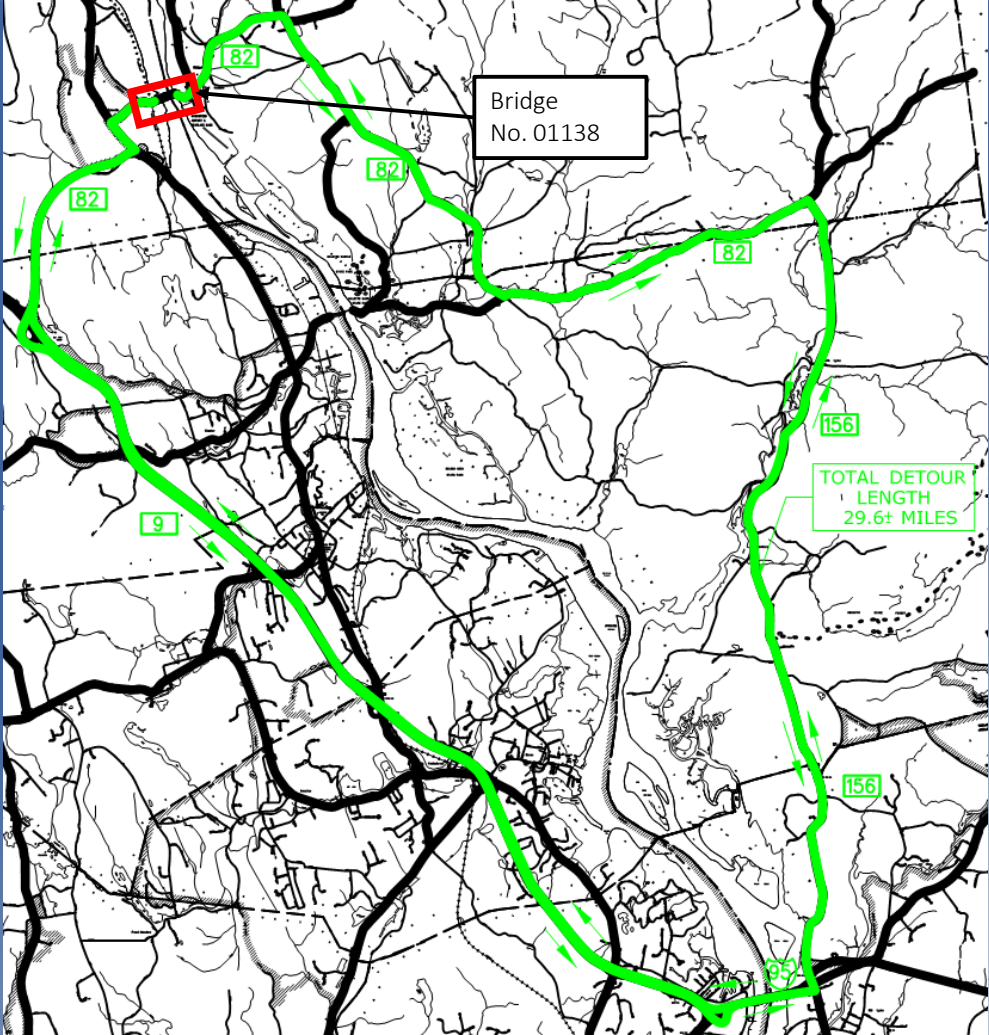 82
Bridge
No. 01138
82
82
82
156
TOTAL DETOUR
LENGTH
29.6± MILES
9
156
95